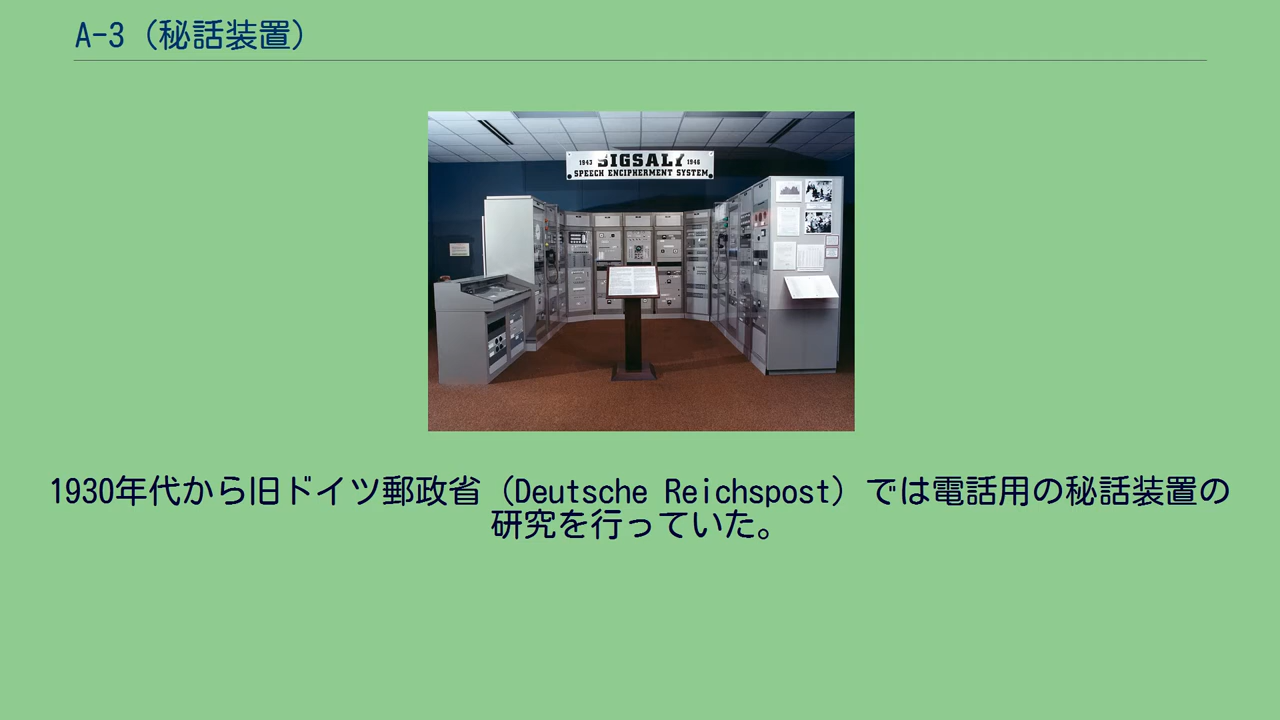 A-3（秘話装置）
1943 SIGSALY 1946
SPEECH ENCIPHERMENT SYSTEM
1930年代から旧ドイツ郵政省（Deutsche Reichspost）では電話用の秘話装置の
研究を行っていた。